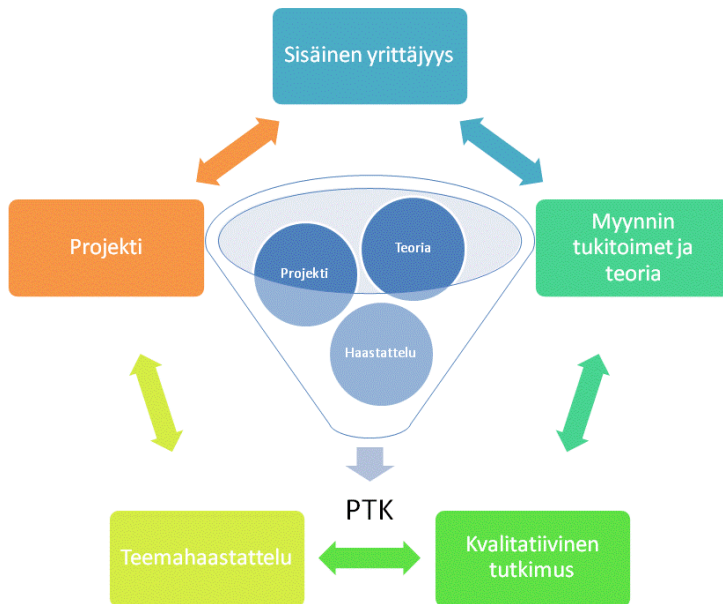 Sisäinen yrittäjyys
Projekti
Myynnin
tukitoimet ja
teoria
Teoria
Projekti
Haastattelu
PTK
Teemahaastattelu
Kvalitatiivinen
tutkimus